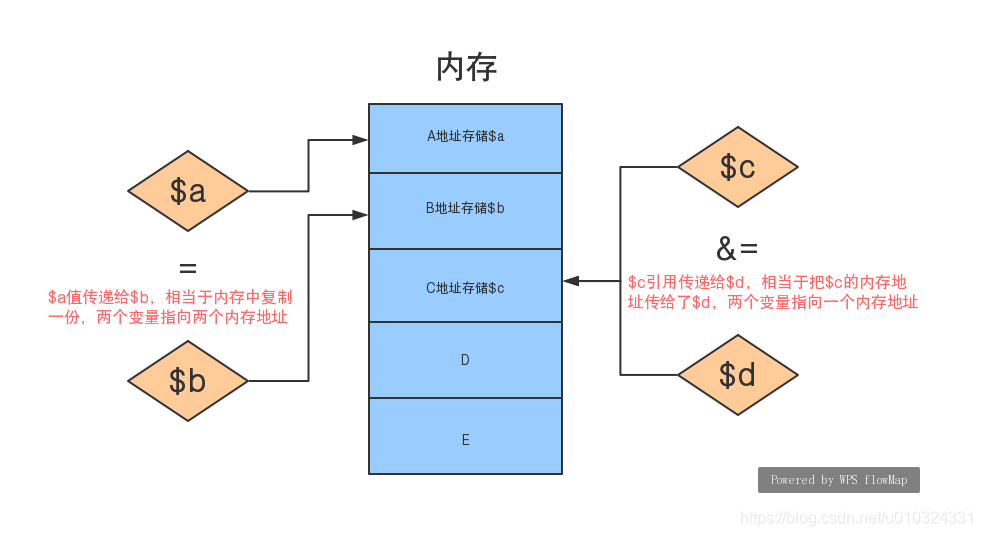 内存
A地址存储$a
$a
$c
B地址存储$b
&=
=
$a值传递给$b，相当于内存中复制
一份，两个变量指向两个内存地址
C地址存储$c
$c引用传递给$d，相当于把$c的内存地
址传给了$d，两个变量指向一个内存地址
D
$b
$d
E
Powered by WPS flowMap
https://blog.csdn.net/u010324331